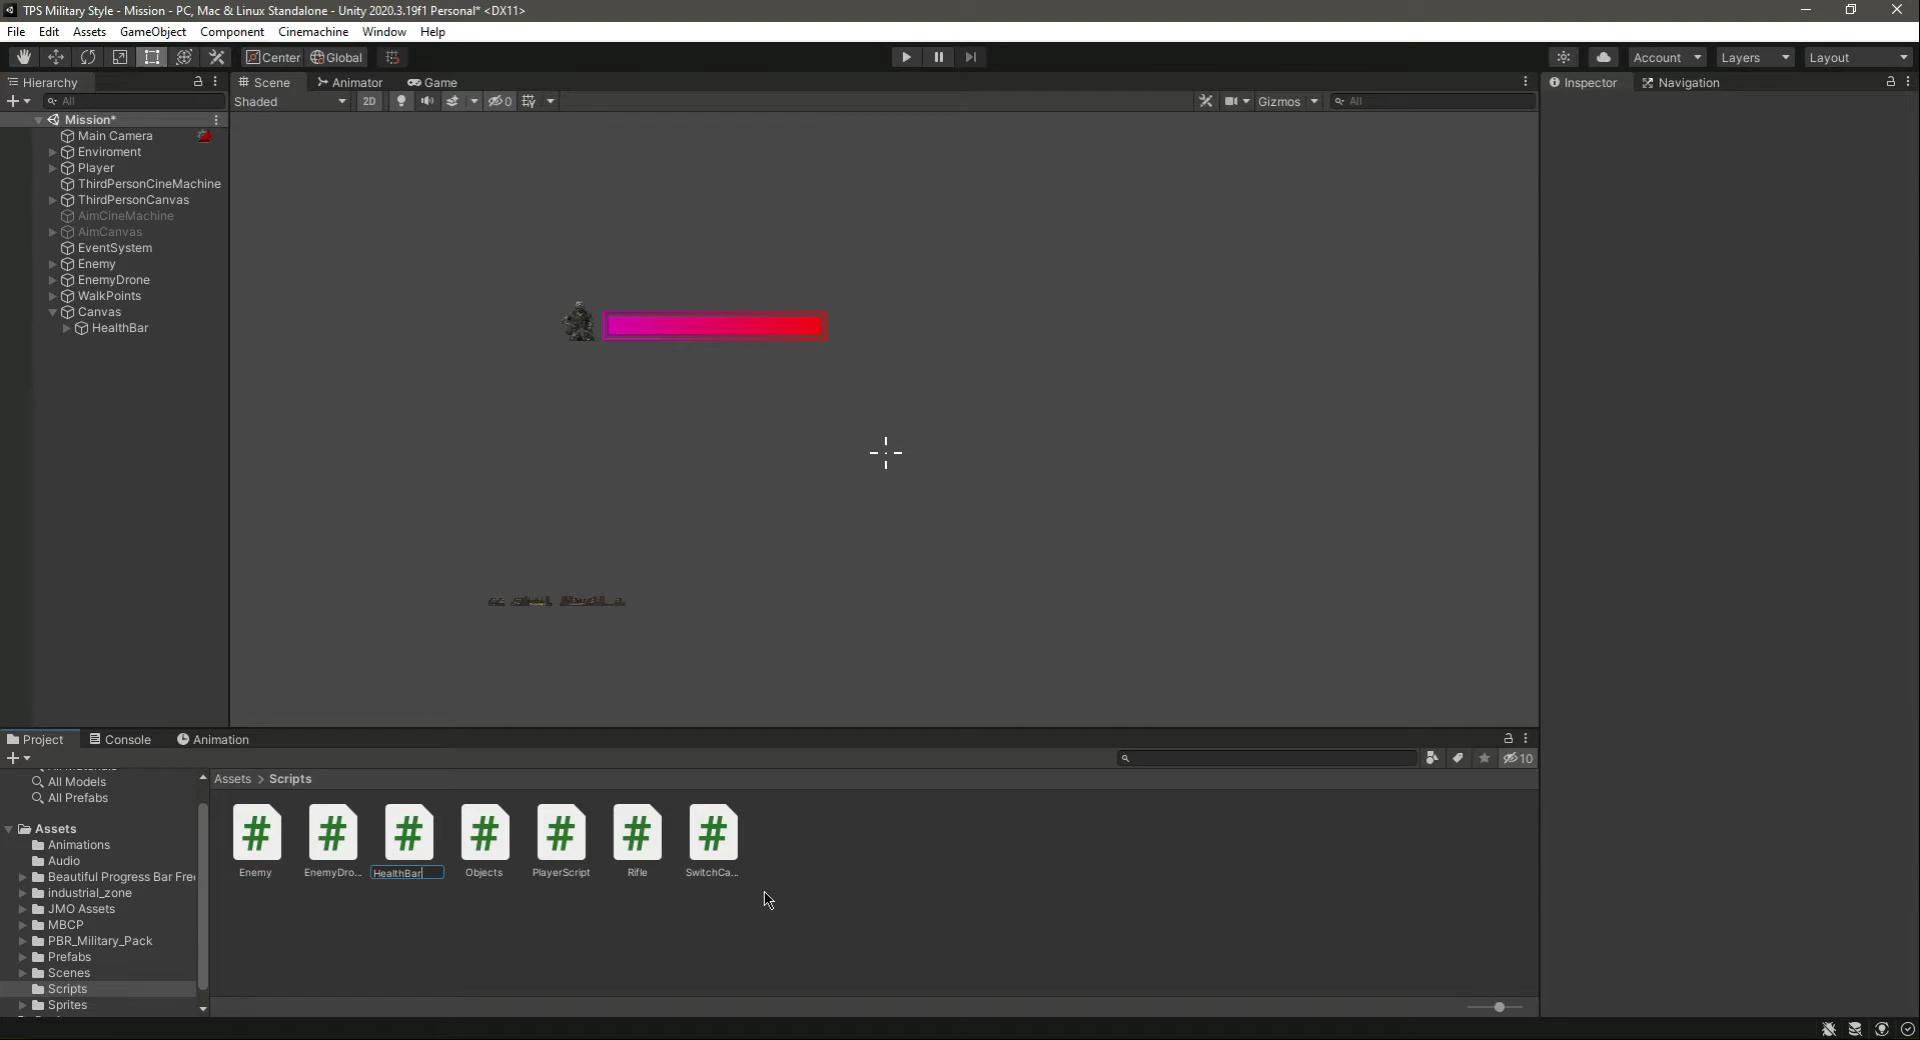 TPS Military Style - Mission - PC, Mac & Linux Standalone - Unity 2020.3.19f1 Personal* <DX11>
File Edit Assets GameObject Component Cinemachine Window Help
Center Global Account Layers Layout
Hierarchy Scene Animator Game Inspector Navigation
All Shaded 2D 0 Gizmos All
Mission*
Main Camera
Enviroment
Player
ThirdPersonCineMachine
ThirdPersonCanvas
AimCineMachine
AimCanvas
EventSystem
Enemy
EnemyDrone
WalkPoints
Canvas
HealthBar
Project Console Animation
10
All Models
All Prefabs
Assets
Animations
Audio
Beautiful Progress Bar Free
industrial_zone
JMO Assets
MBCP
PBR_Military_Pack
Prefabs
Scenes
Scripts
Sprites
Assets > Scripts
# # # # # # #
Enemy EnemyDro... HealthBar Objects PlayerScript Rifle SwitchCa...